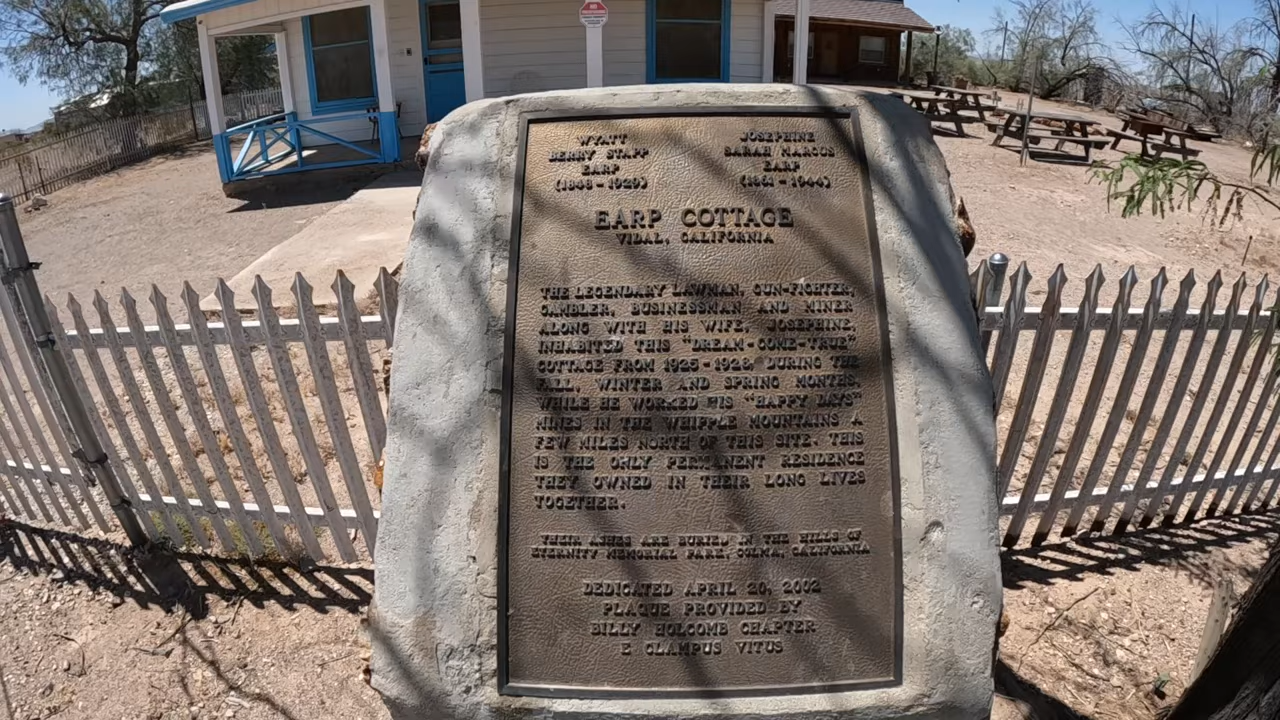 WYATT
BERRY STAPP
EARP
(1848 - 1929)
JOSEPHINE
SARAH MARCUS
EARP
(1861 - 1944)
EARP COTTAGE
VIDAL, CALIFORNIA
THE LEGENDARY LAWMAN, GUN-FIGHTER,
GAMBLER, BUSINESSMAN AND MINER
ALONG WITH HIS WIFE, JOSEPHINE,
INHABITED THIS "DREAM-COME-TRUE"
COTTAGE FROM 1925-1928, DURING THE
FALL, WINTER AND SPRING MONTHS,
WHILE HE WORKED HIS "HAPPY DAYS"
MINES IN THE WHIPPLE MOUNTAINS A
FEW MILES NORTH OF THIS SITE. THIS
IS THE ONLY PERMANENT RESIDENCE
THEY OWNED IN THEIR LONG LIVES
TOGETHER.
THEIR ASHES ARE BURIED IN THE HILLS OF
ETERNITY MEMORIAL PARK, COLMA, CALIFORNIA
DEDICATED APRIL 20, 2002
PLAQUE PROVIDED BY
BILLY HOLCOMB CHAPTER
E CLAMPUS VITUS